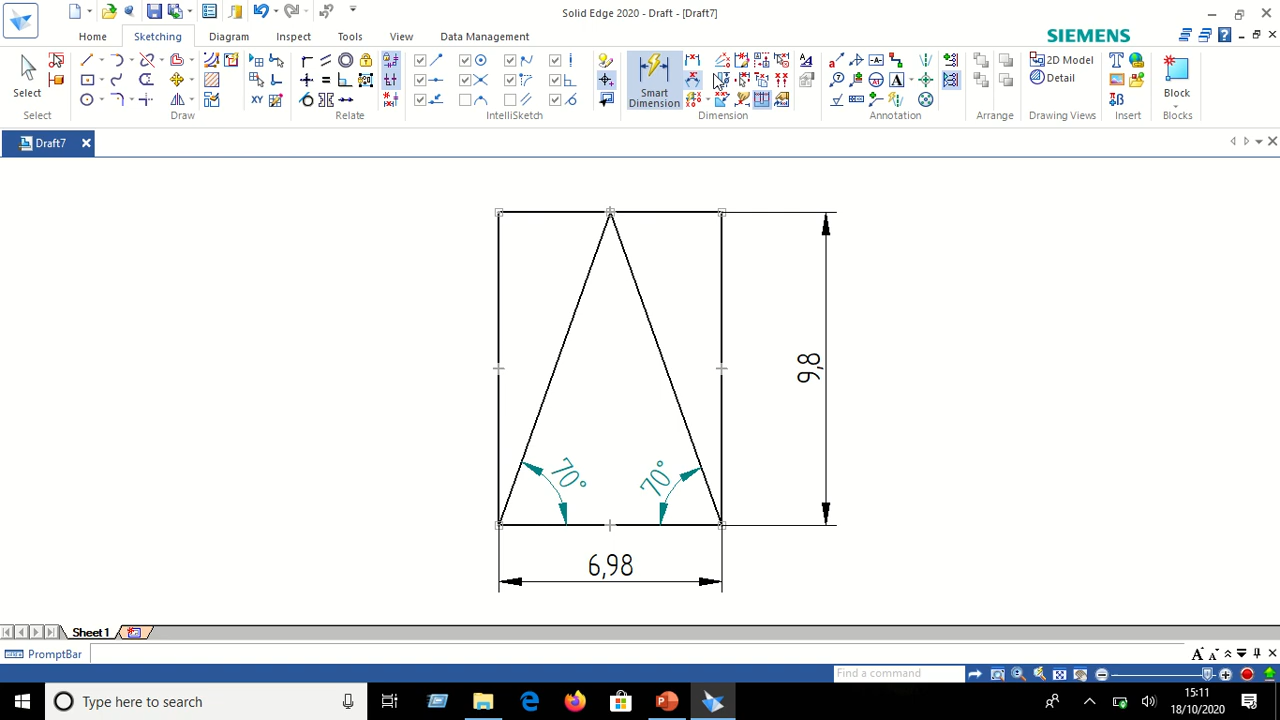 Solid Edge 2020 - Draft - [Draft7]
Home Sketching Diagram Inspect Tools View Data Management
SIEMENS
Select
Smart Dimension
2D Model
Detail
Block
XY
A
T
Select Draw Relate IntelliSketch Dimension Annotation Arrange Drawing Views Insert Blocks
Draft7
9,8
70°
70°
6,98
Sheet 1
PromptBar
A A
Find a command
Type here to search
15:11
18/10/2020